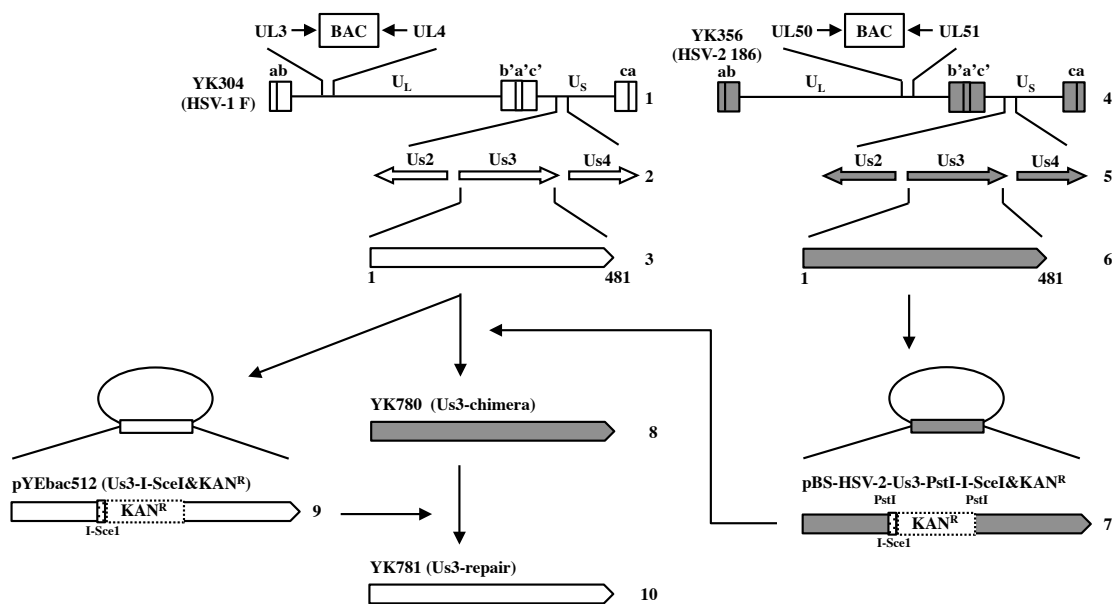 UL3 BAC UL4
YK304
(HSV-1 F)
ab UL b'a'c' US ca 1
Us2 Us3 Us4 2
3
1 481
UL50 BAC UL51
YK356
(HSV-2 186)
ab UL b'a'c' US ca 4
Us2 Us3 Us4 5
6
1 481
YK780 (Us3-chimera)
8
pYEbac512 (Us3-I-SceI&KANR)
KANR 9
I-Sce1
pBS-HSV-2-Us3-PstI-I-SceI&KANR
PstI PstI
KANR 7
I-Sce1
YK781 (Us3-repair)
10